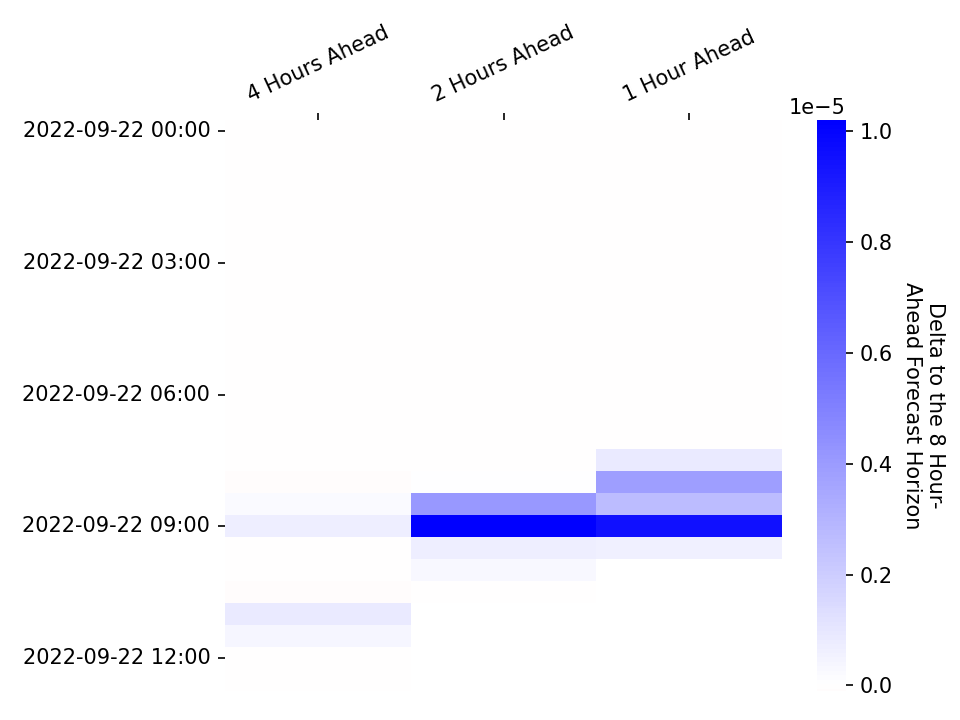 4 Hours Ahead
2 Hours Ahead
1 Hour Ahead
1e−5
2022-09-22 00:00
2022-09-22 03:00
2022-09-22 06:00
2022-09-22 09:00
2022-09-22 12:00
1.0
0.8
0.6
0.4
0.2
0.0
Delta to the 8 Hour-
Ahead Forecast Horizon